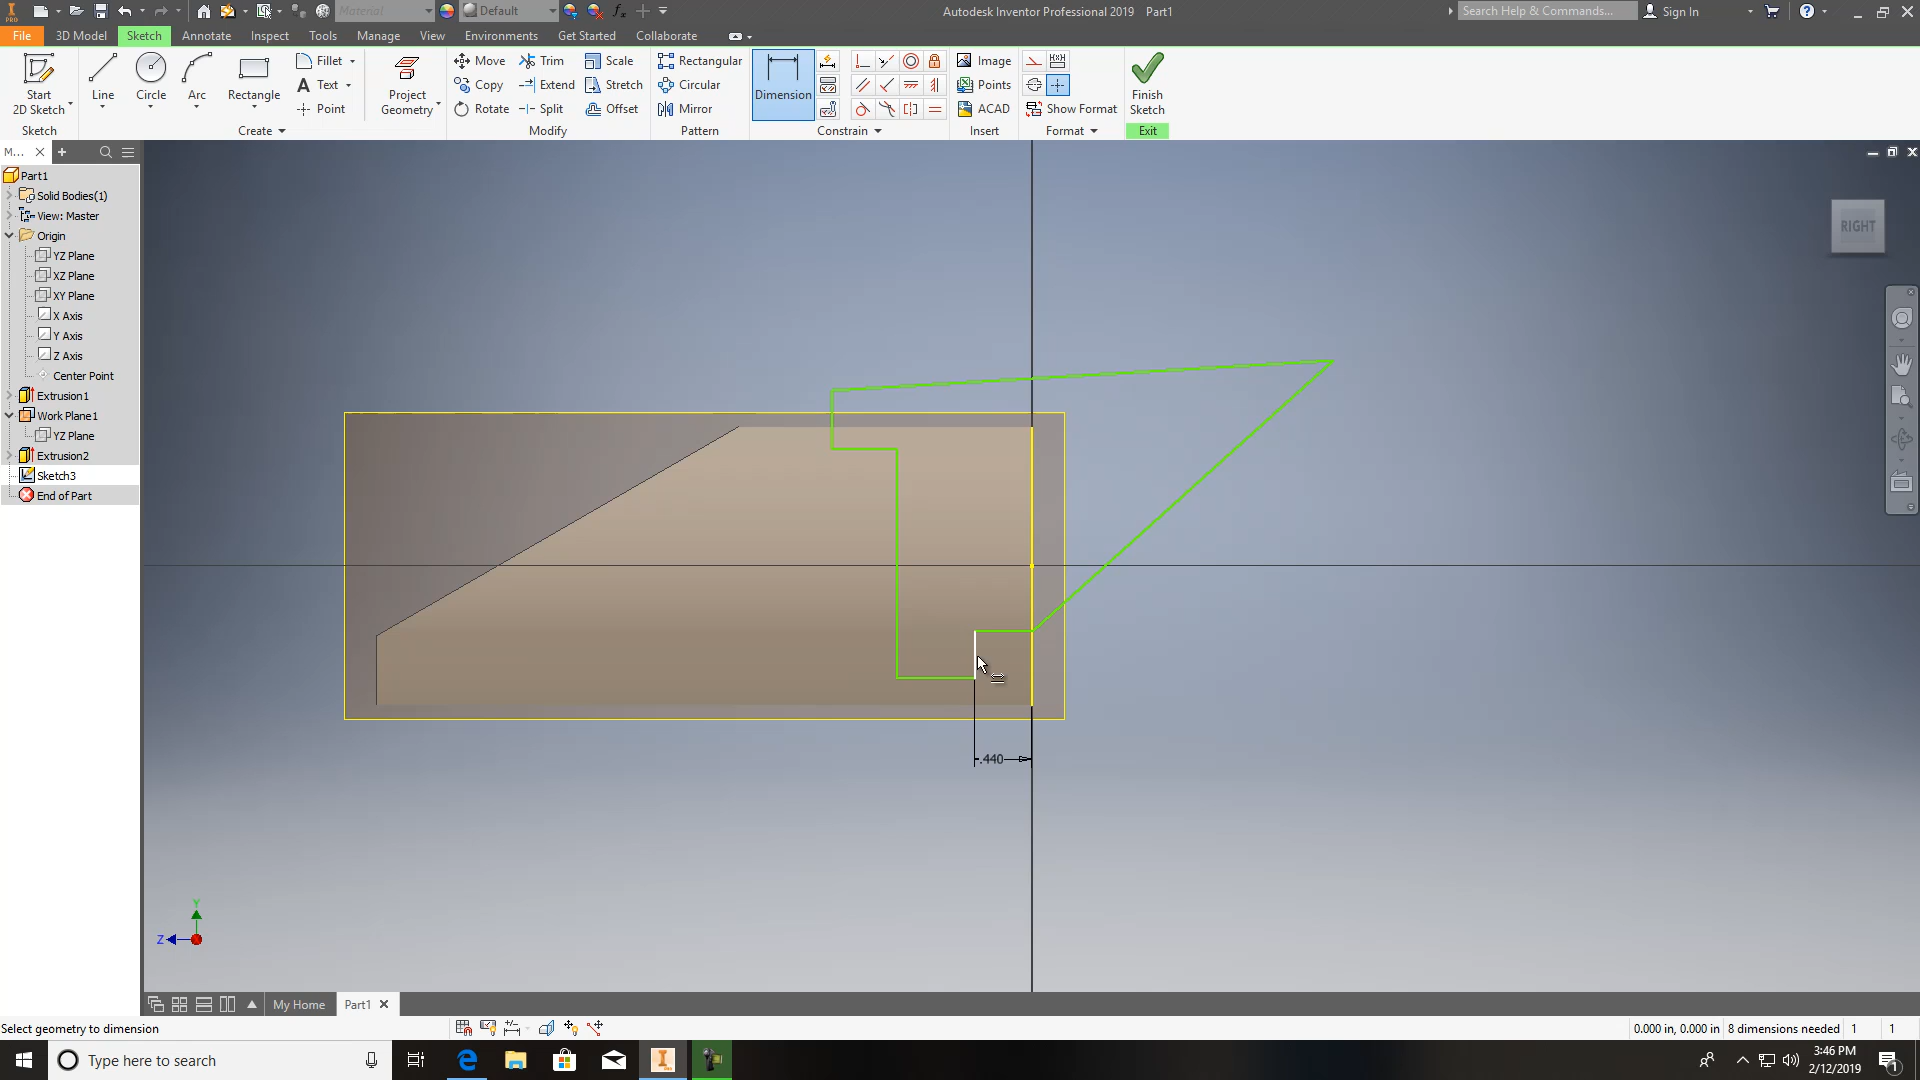 Material
Default
Autodesk Inventor Professional 2019 Part1
Search Help & Commands...
Sign In
File 3D Model Sketch Annotate Inspect Tools Manage View Environments Get Started Collaborate
Start
2D Sketch
Line
Circle
Arc
Rectangle
Fillet
Text
Point
Project
Geometry
Move
Copy
Rotate
Trim
Extend
Split
Scale
Stretch
Offset
Rectangular
Circular
Mirror
Dimension
Image
Points
ACAD
Show Format
Finish
Sketch
Sketch
Create
Modify
Pattern
Constrain
Insert
Format
Exit
M...
Part1
Solid Bodies(1)
View: Master
Origin
YZ Plane
XZ Plane
XY Plane
X Axis
Y Axis
Z Axis
Center Point
Extrusion1
Work Plane1
YZ Plane
Extrusion2
Sketch3
End of Part
RIGHT
.440
Y
Z
My Home
Part1
Select geometry to dimension
0.000 in, 0.000 in
8 dimensions needed
1
1
Type here to search
3:46 PM
2/12/2019
1